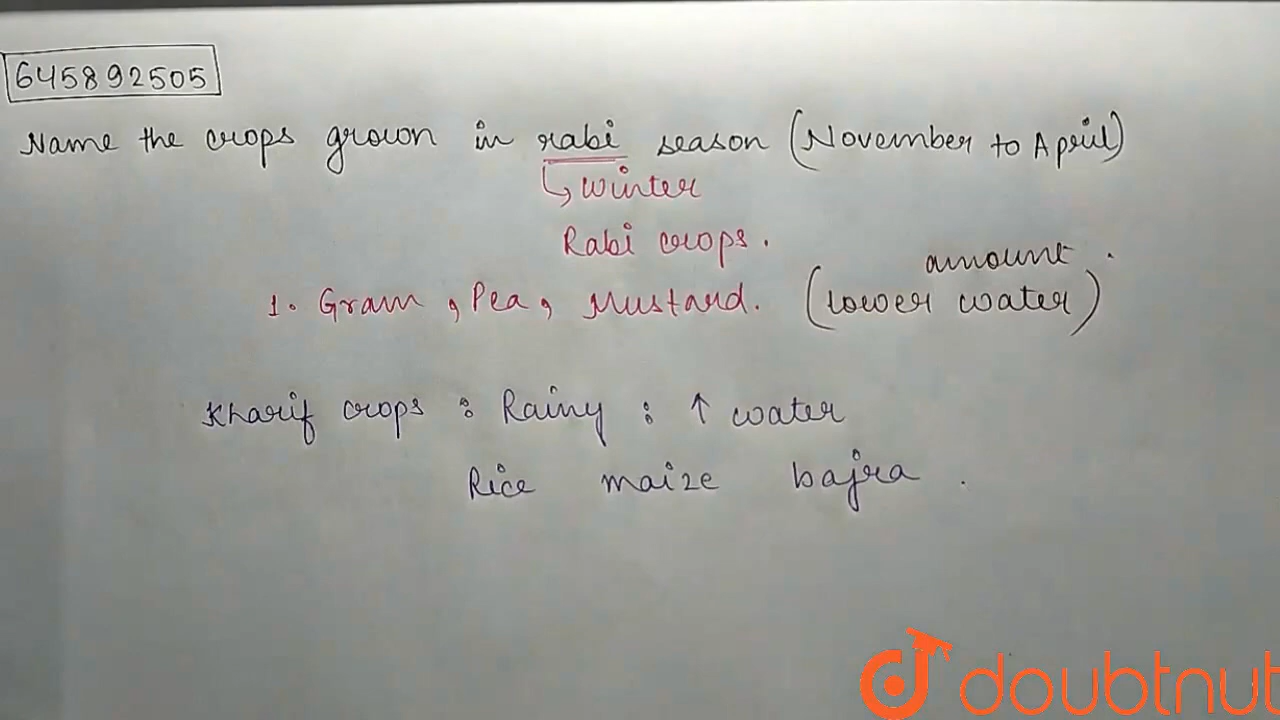 645892505
Name the crops grown in rabi season (November to April)
↳ winter
Rabi crops.
amount.
1. Gram, Pea, Mustard. (lower water)
Kharif crops : Rainy : ↑ water
Rice maize bajra.
doubtnut